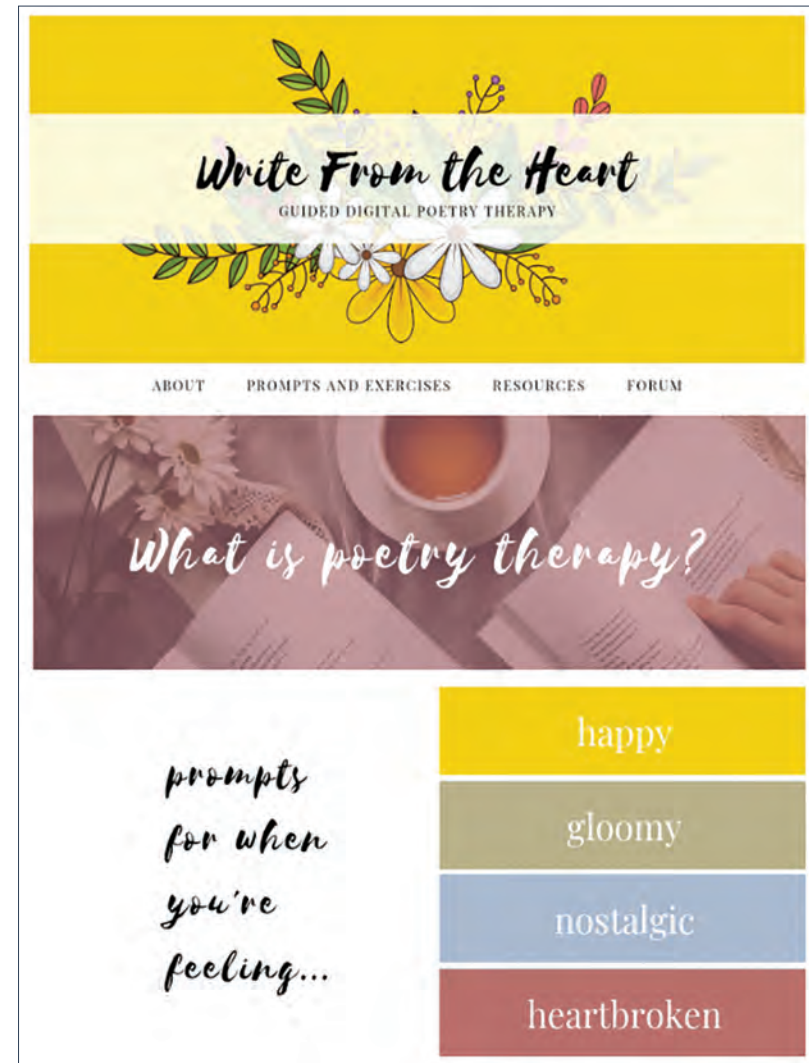 Write From the Heart
GUIDED DIGITAL POETRY THERAPY
ABOUT PROMPTS AND EXERCISES RESOURCES FORUM
What is poetry therapy?
prompts
for when
you're
feeling...
happy
gloomy
nostalgic
heartbroken